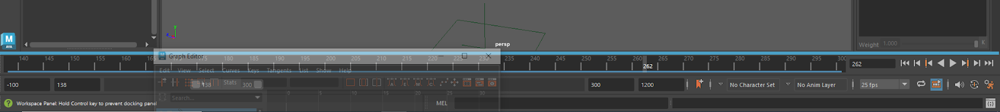 y
z
persp
M
AYA
Weight 1.000 K
Graph Editor
140 145 150 155 160 165 175 180 185 190 195 200 205 210 215 220 225 230 235 240 245 250 255 260 265 270 275 280 285 290 295 300
262
262
Edit View Select Curves Keys Tangents List Show Help
-100 138 Stats 138 300 300 1200 No Character Set No Anim Layer 25 fps
Search...
0 5 10 15 20 25 30
Workspace Panel: Hold Control key to prevent docking panel
MEL